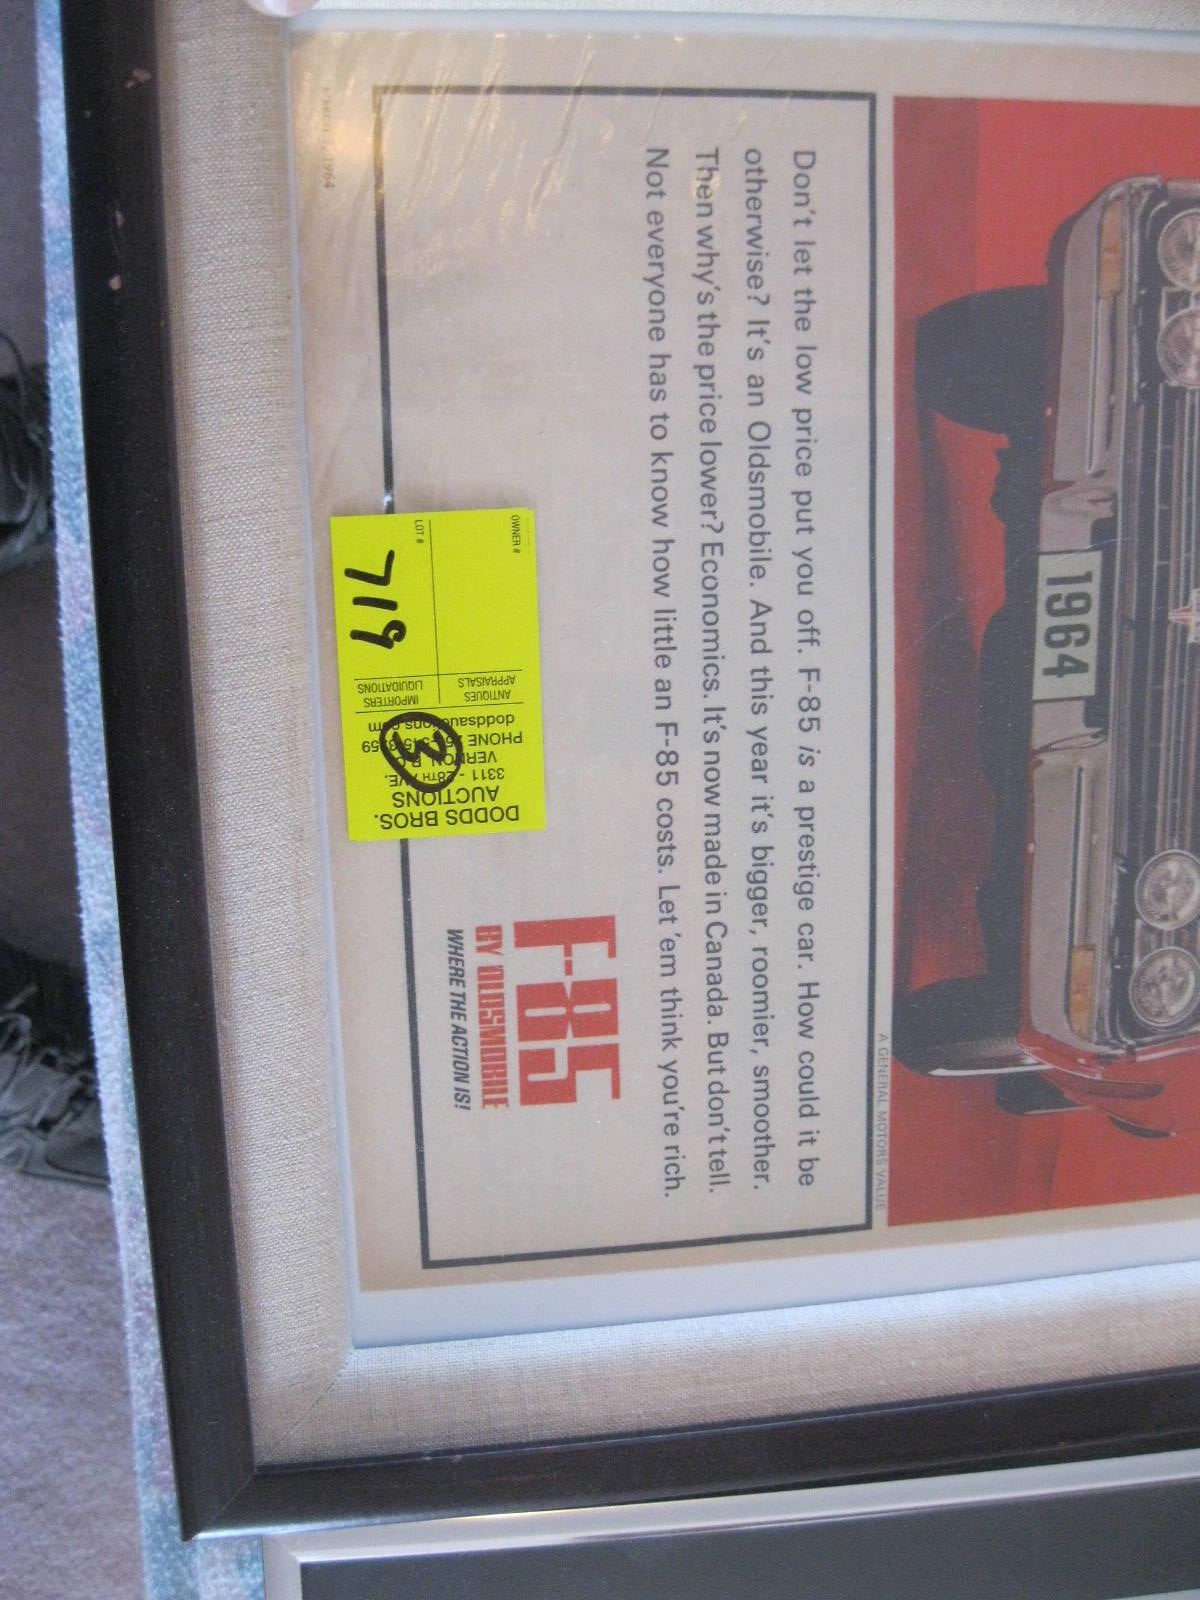 1964
A GENERAL MOTORS VALUE
Don't let the low price put you off. F-85 is a prestige car. How could it be
otherwise? It's an Oldsmobile. And this year it's bigger, roomier, smoother.
Then why's the price lower? Economics. It's now made in Canada. But don't tell.
Not everyone has to know how little an F-85 costs. Let 'em think you're rich.
F-85
BY OLDSMOBILE
WHERE THE ACTION IS!
OWNER #
LOT #
719
DODDS BROS.
AUCTIONS
3311 - 28TH AVE.
VERNON, B.C.
PHONE
doddsauctions.com
ANTIQUES
APPRAISALS
IMPORTERS
LIQUIDATIONS
3
1964